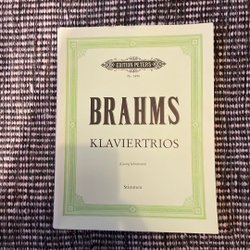 EDITION PETERS
BRAHMS
KLAVIERTRIOS
Stimmen